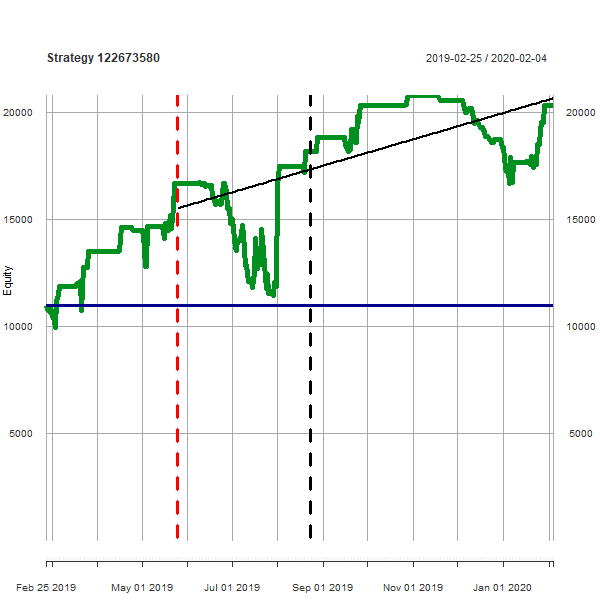 Strategy 122673580
2019-02-25 / 2020-02-04
20000
20000
15000
15000
Equity
10000
10000
5000
5000
Feb 25 2019
May 01 2019
Jul 01 2019
Sep 01 2019
Nov 01 2019
Jan 01 2020